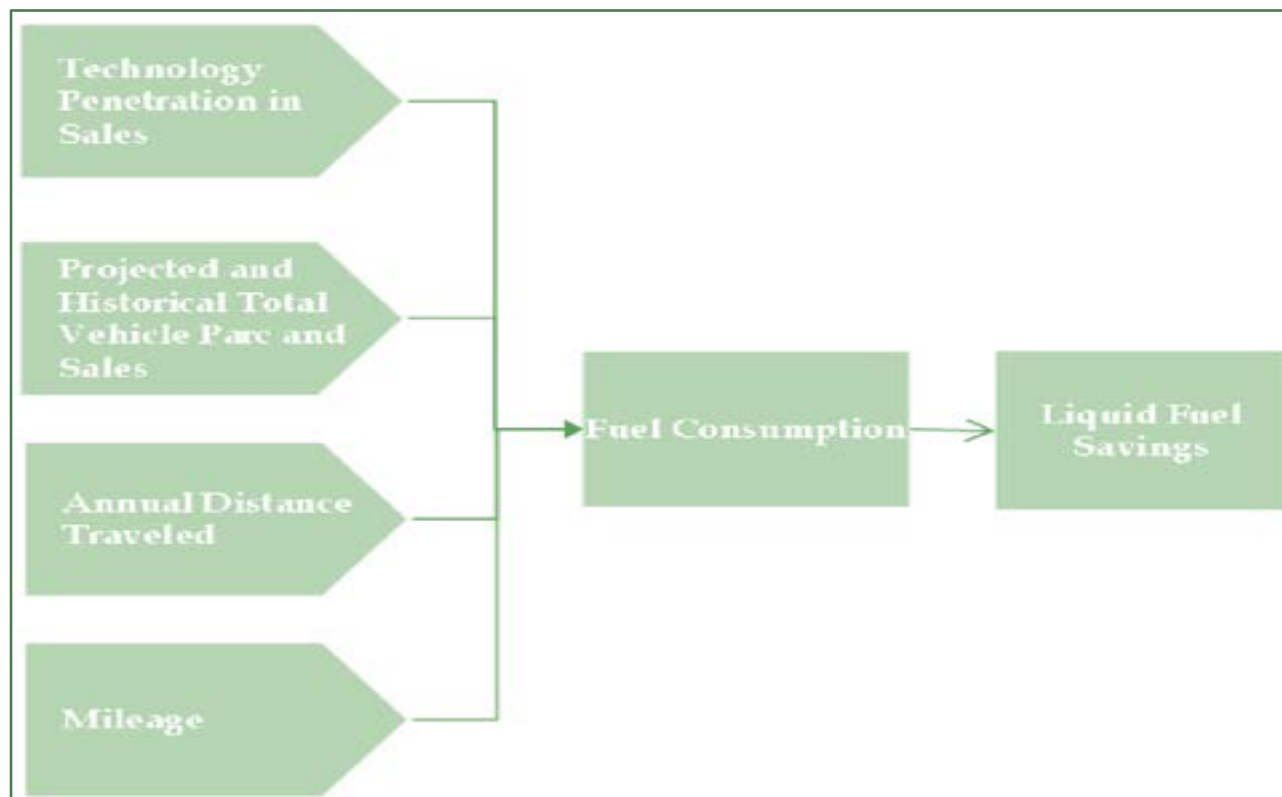 Technology
Penetration in
Sales
Projected and
Historical Total
Vehicle Parc and
Sales
Annual Distance
Traveled
Mileage
Fuel Consumption
Liquid Fuel
Savings